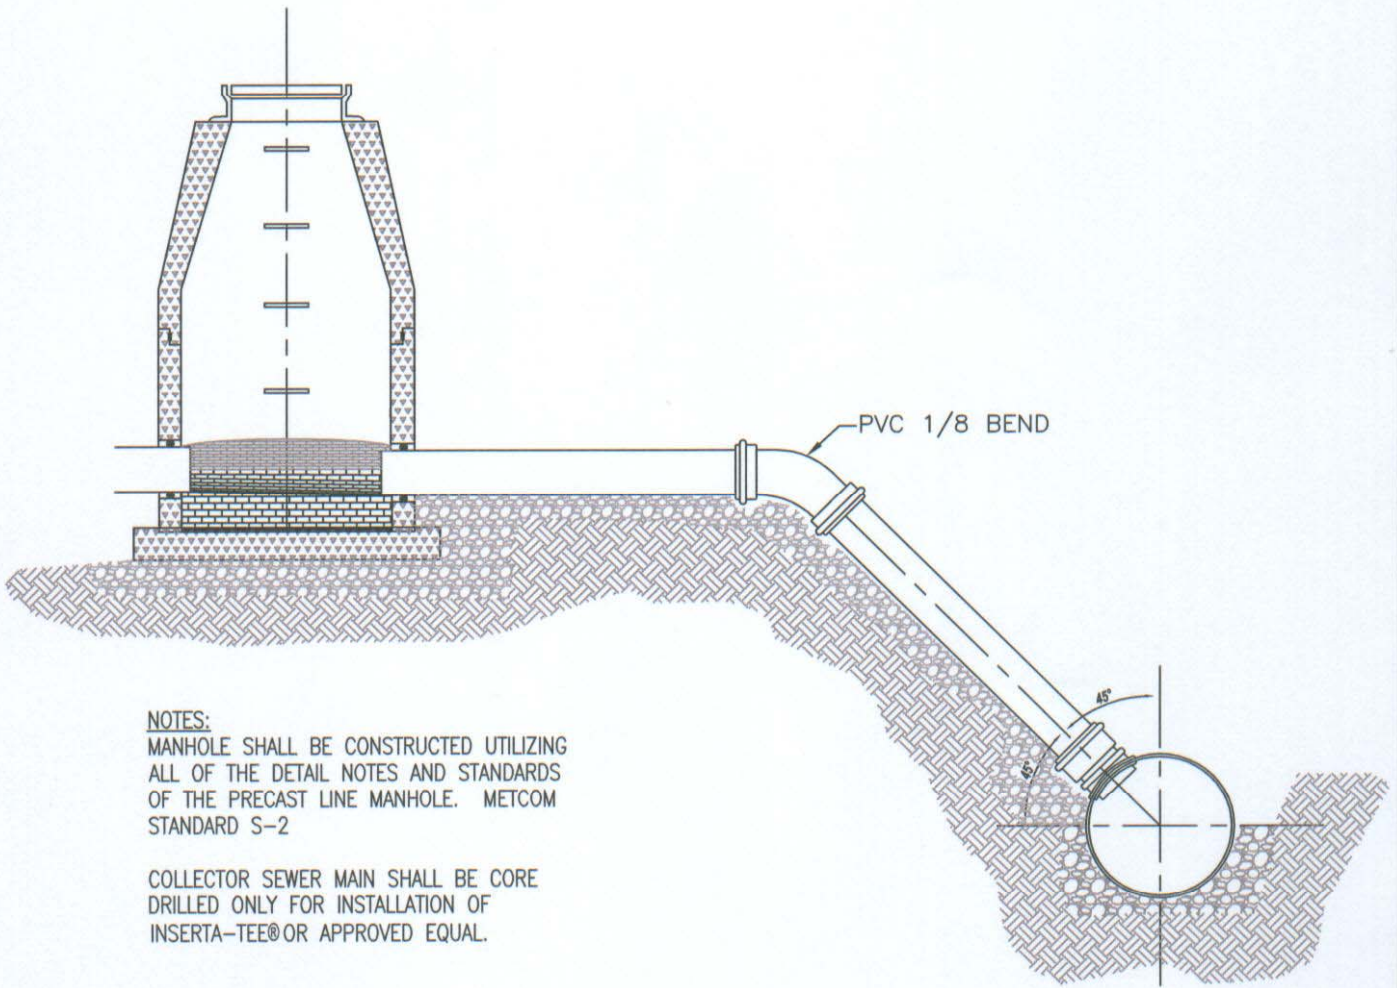 PVC 1/8 BEND
45°
45°
NOTES:
MANHOLE SHALL BE CONSTRUCTED UTILIZING
ALL OF THE DETAIL NOTES AND STANDARDS
OF THE PRECAST LINE MANHOLE. METCOM
STANDARD S-2
COLLECTOR SEWER MAIN SHALL BE CORE
DRILLED ONLY FOR INSTALLATION OF
INSERTA-TEE® OR APPROVED EQUAL.